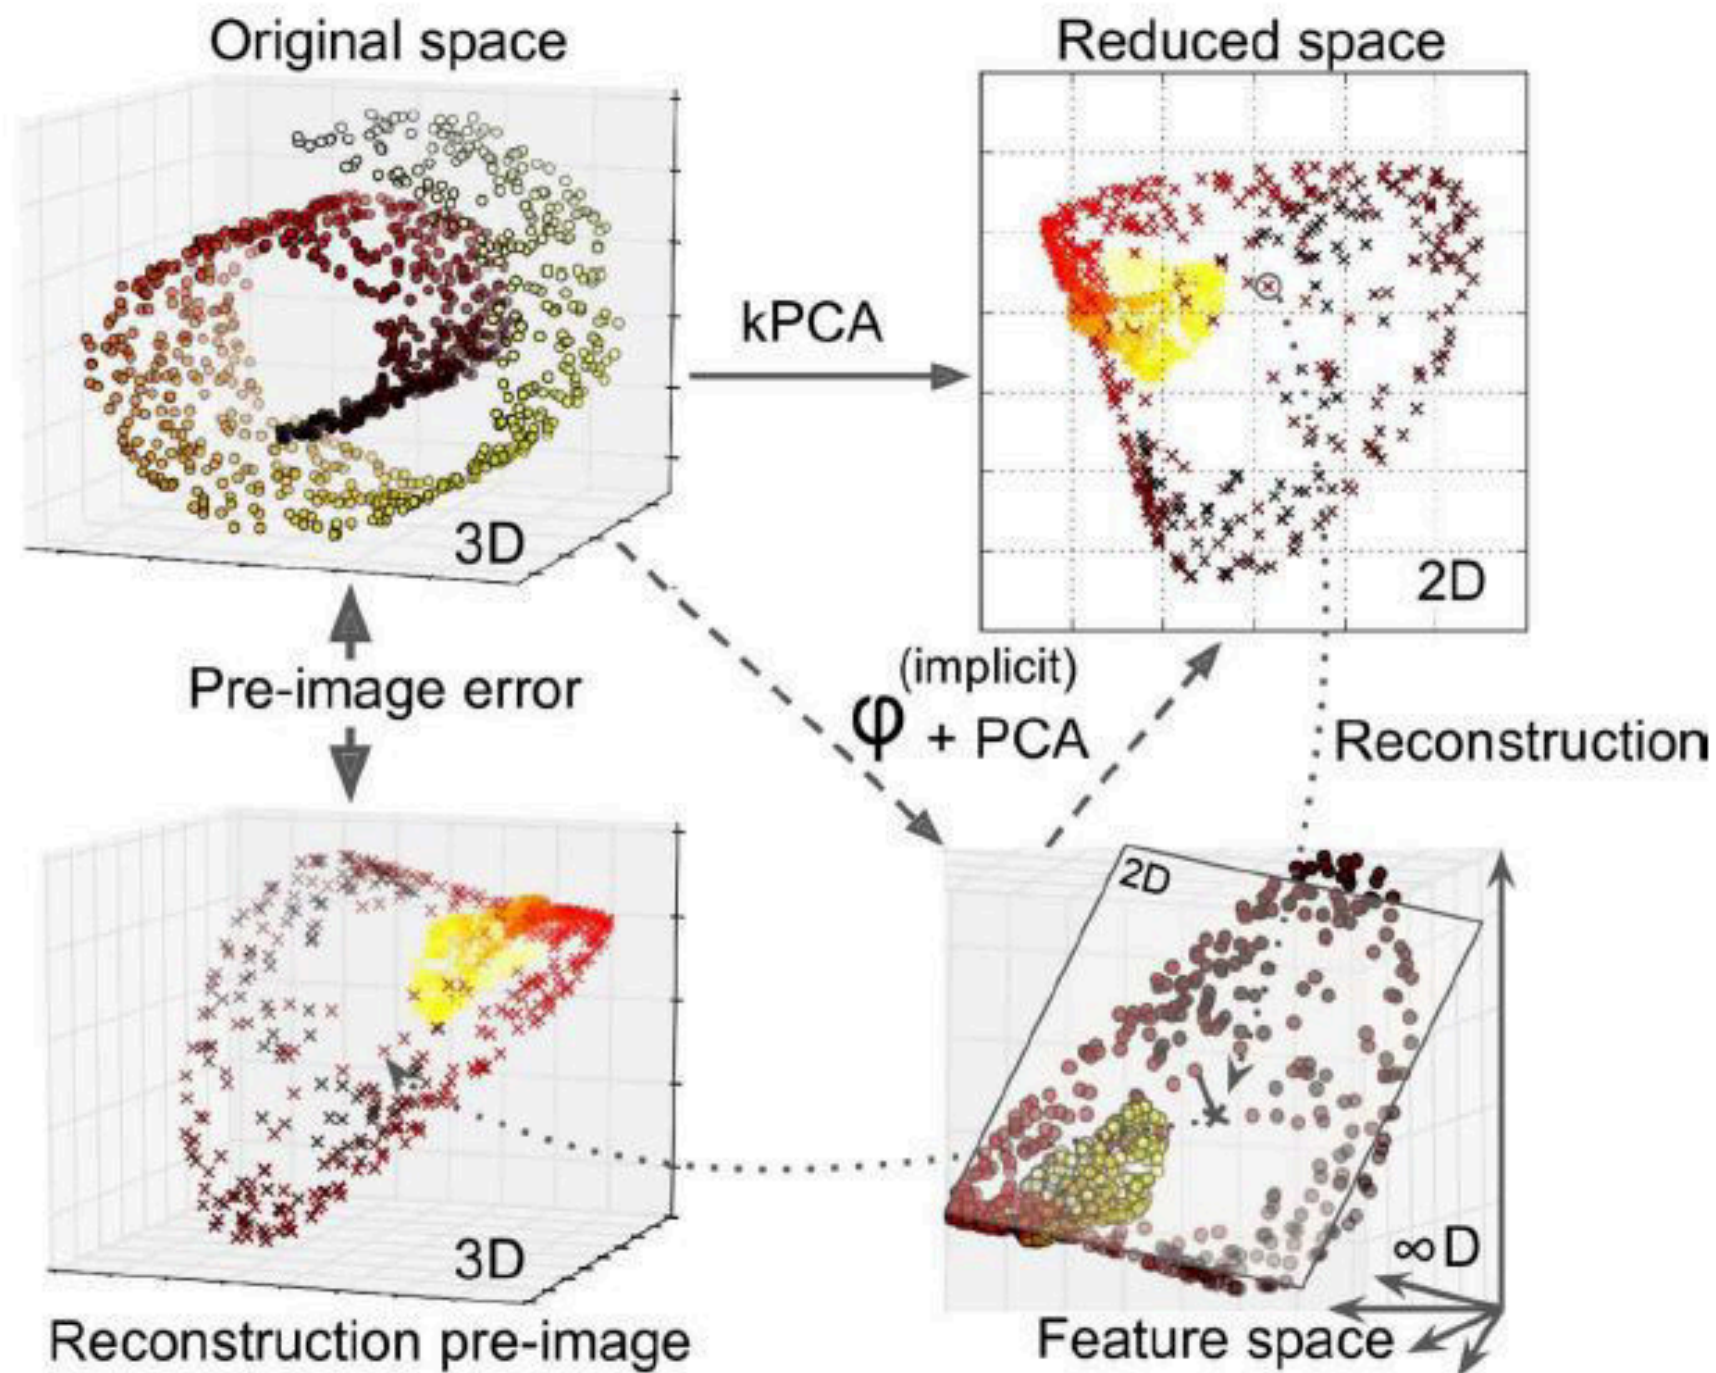 Original space
Reduced space
kPCA
3D
2D
(implicit)
φ + PCA
Pre-image error
Reconstruction
2D
3D
∞D
Reconstruction pre-image
Feature space